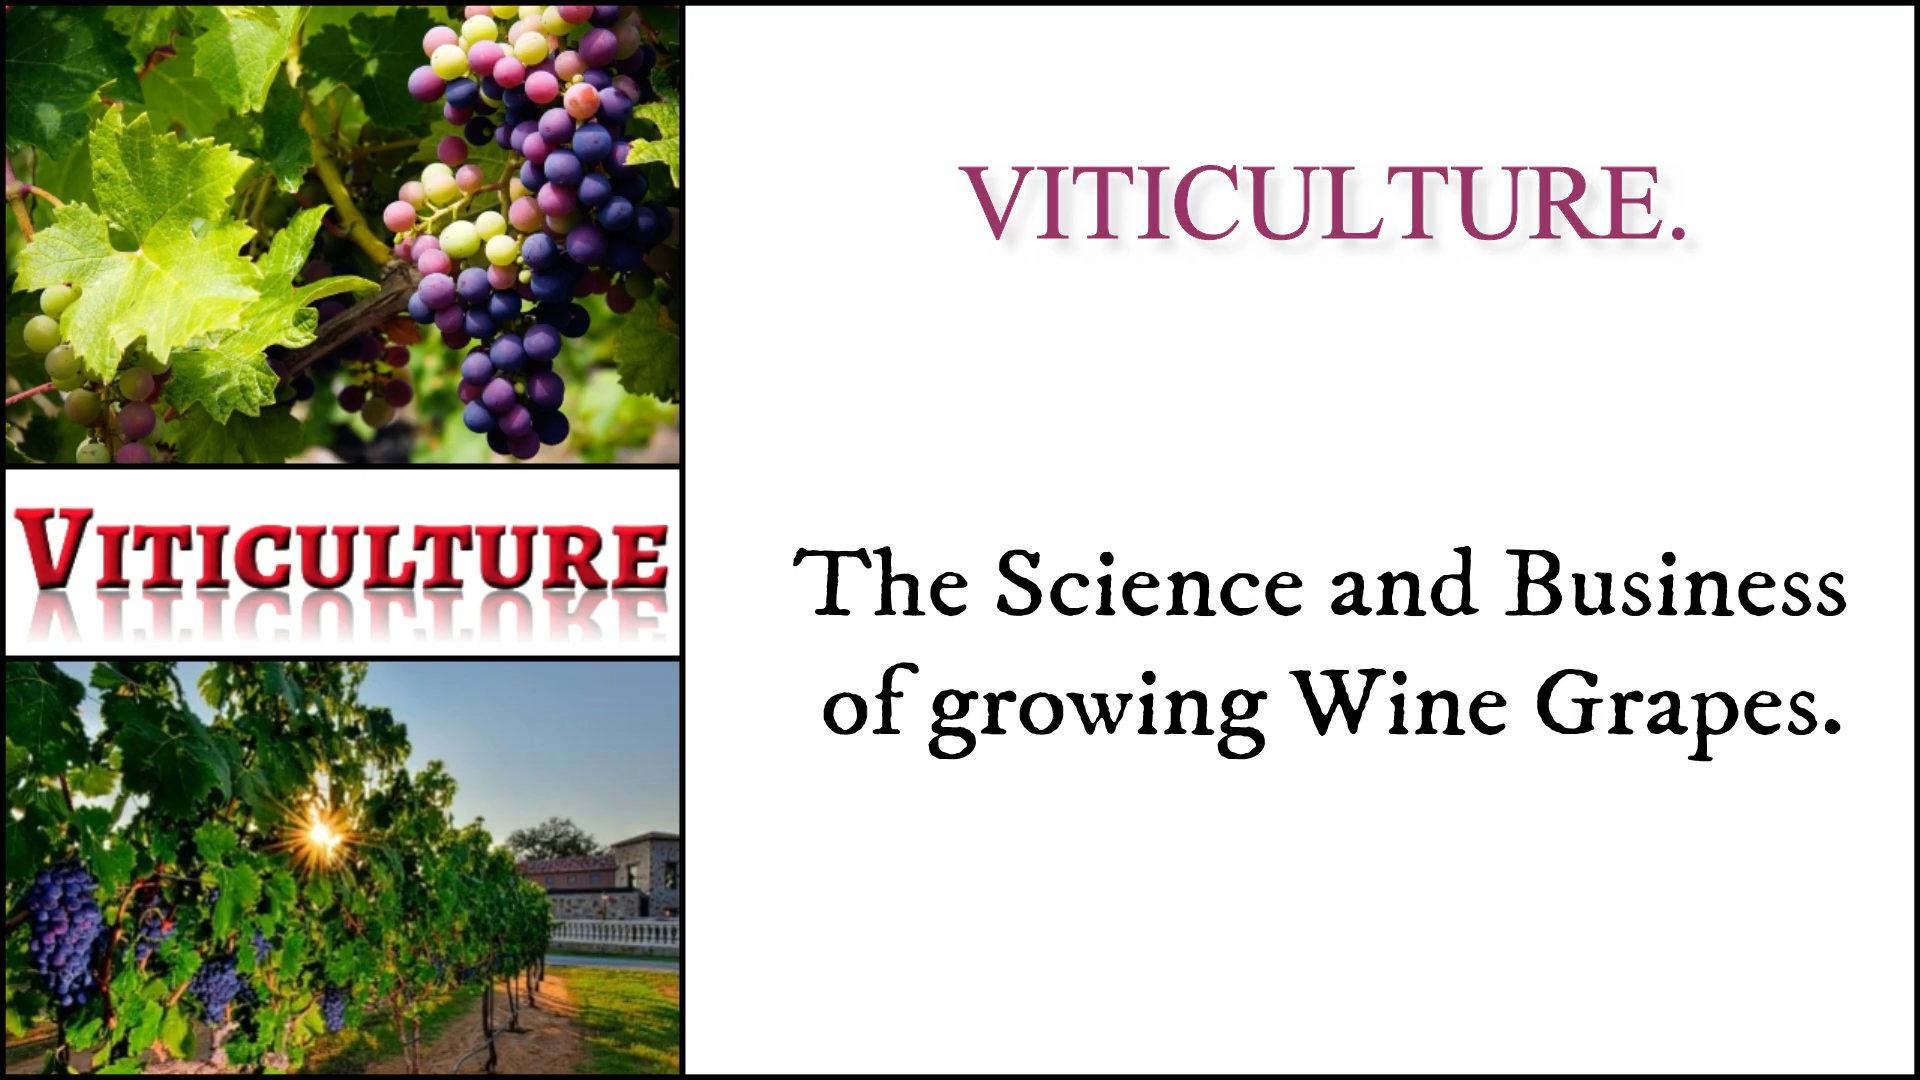 VITICULTURE.
VITICULTURE
The Science and Business
of growing Wine Grapes.